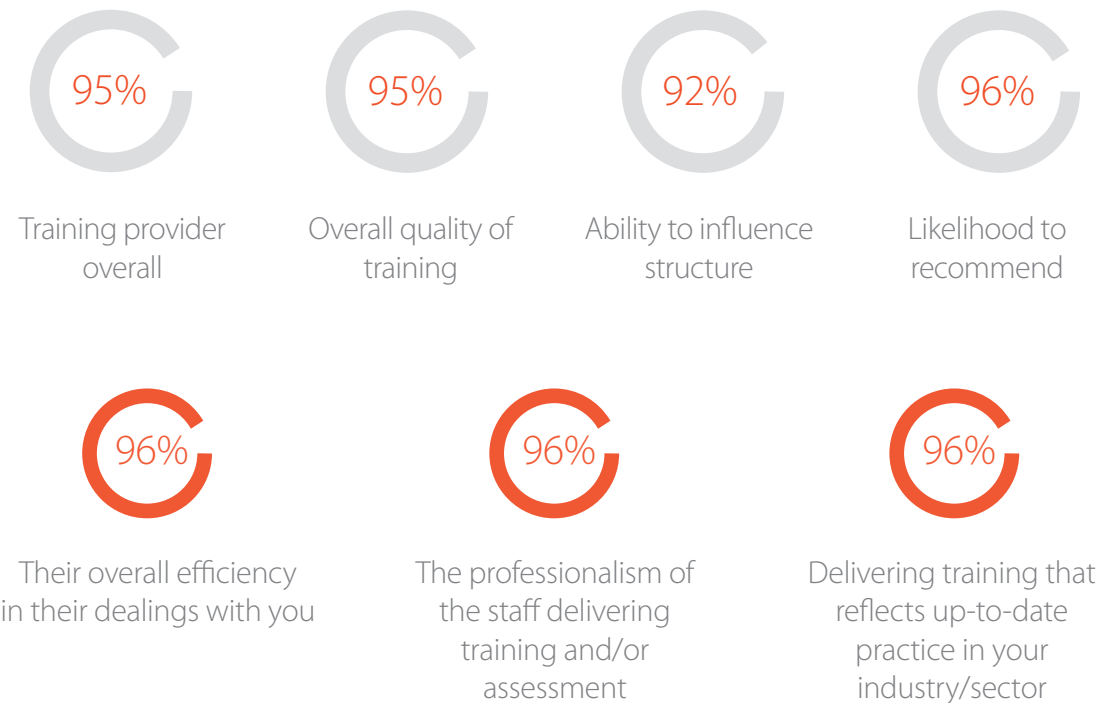 95%
95%
92%
96%
Training provider
overall
Overall quality of
training
Ability to influence
structure
Likelihood to
recommend
96%
96%
96%
Their overall efficiency
in their dealings with you
The professionalism of
the staff delivering
training and/or
assessment
Delivering training that
reflects up-to-date
practice in your
industry/sector